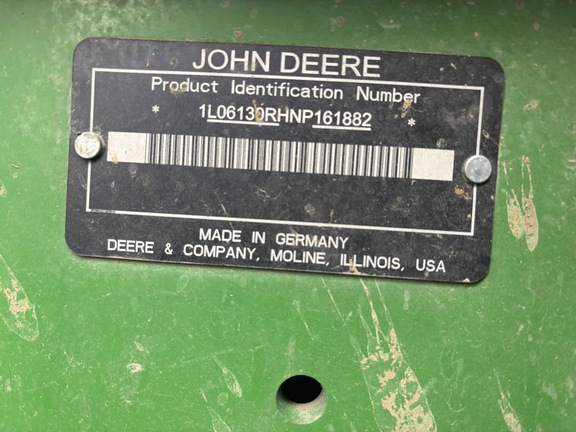 JOHN DEERE
Product Identification Number
* 1L06130RHNP161882 *
MADE IN GERMANY
DEERE & COMPANY, MOLINE, ILLINOIS, USA